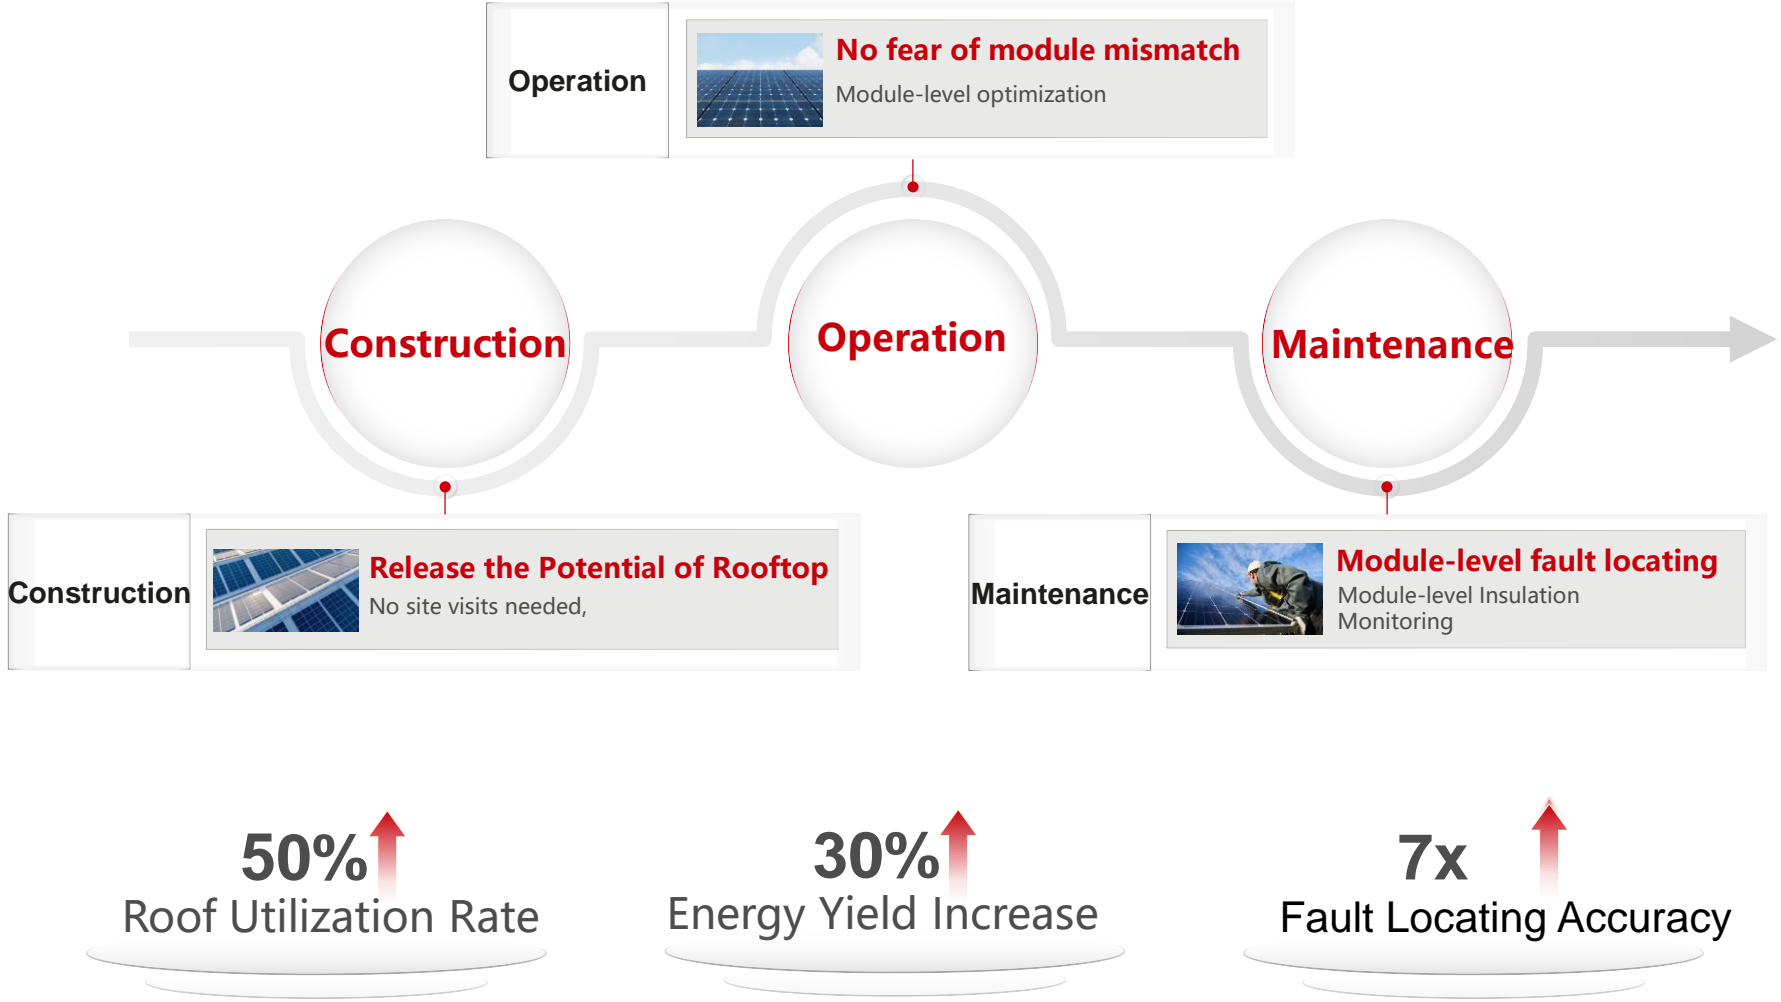 Operation
No fear of module mismatch
Module-level optimization
Construction
Operation
Maintenance
Construction
Release the Potential of Rooftop
No site visits needed,
Maintenance
Module-level fault locating
Module-level Insulation
Monitoring
50%
Roof Utilization Rate
30%
Energy Yield Increase
7x
Fault Locating Accuracy